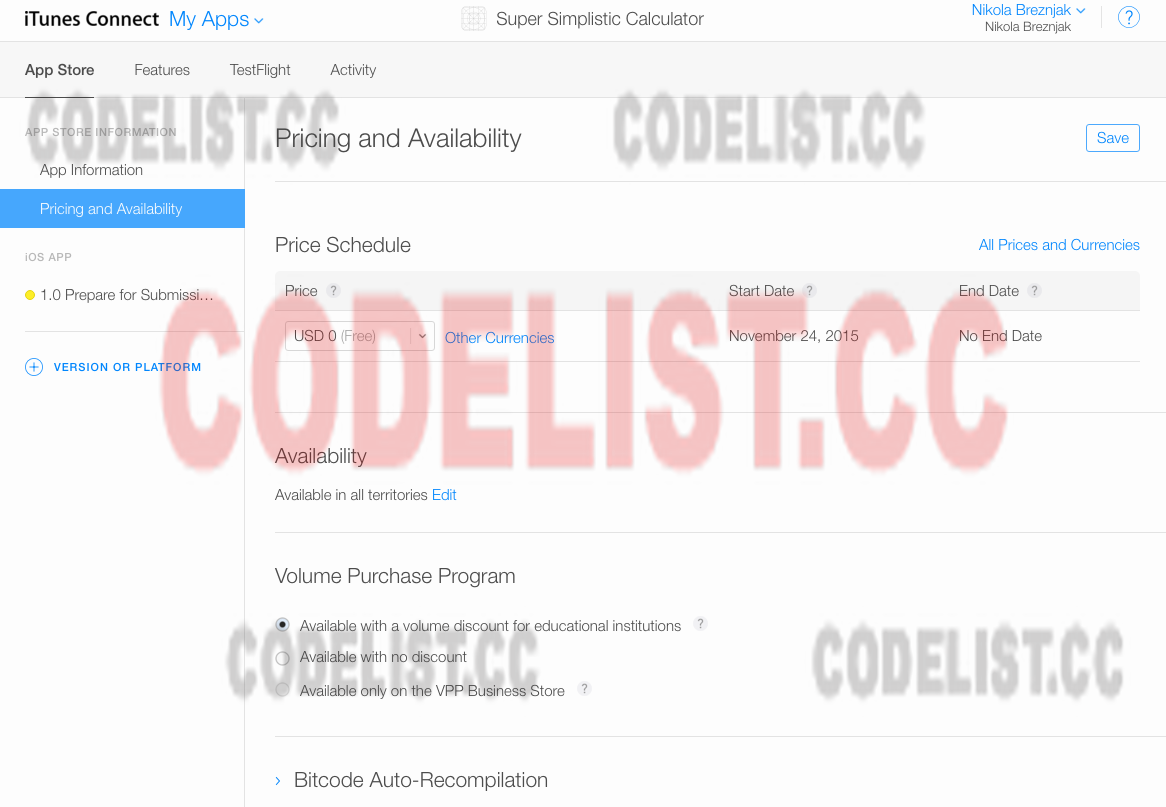 iTunes Connect My Apps Super Simplistic Calculator Nikola Breznjak
Nikola Breznjak
?
App Store Features TestFlight Activity
CODELIST.CC CODELIST.CC
APP STORE INFORMATION
App Information
Pricing and Availability
iOS APP
1.0 Prepare for Submissi...
VERSION OR PLATFORM
Pricing and Availability Save
Price Schedule All Prices and Currencies
Price ? Start Date ? End Date ?
USD 0 (Free) Other Currencies November 24, 2015 No End Date
CODELIST.CC
Availability
Available in all territories Edit
Volume Purchase Program
Available with a volume discount for educational institutions ?
Available with no discount
Available only on the VPP Business Store ?
CODELIST.CC CODELIST.CC
Bitcode Auto-Recompilation